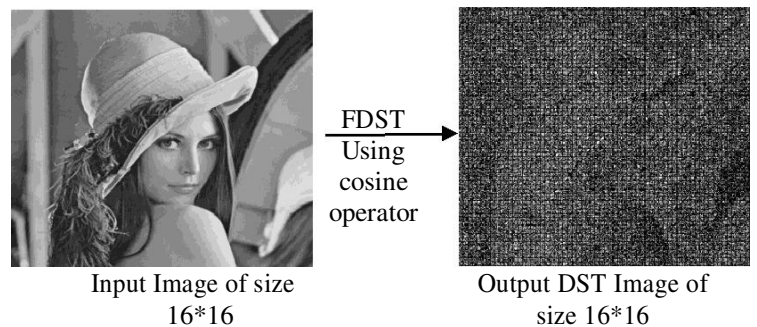 FDST
Using
cosine
operator
Input Image of size
16*16
Output DST Image of
size 16*16